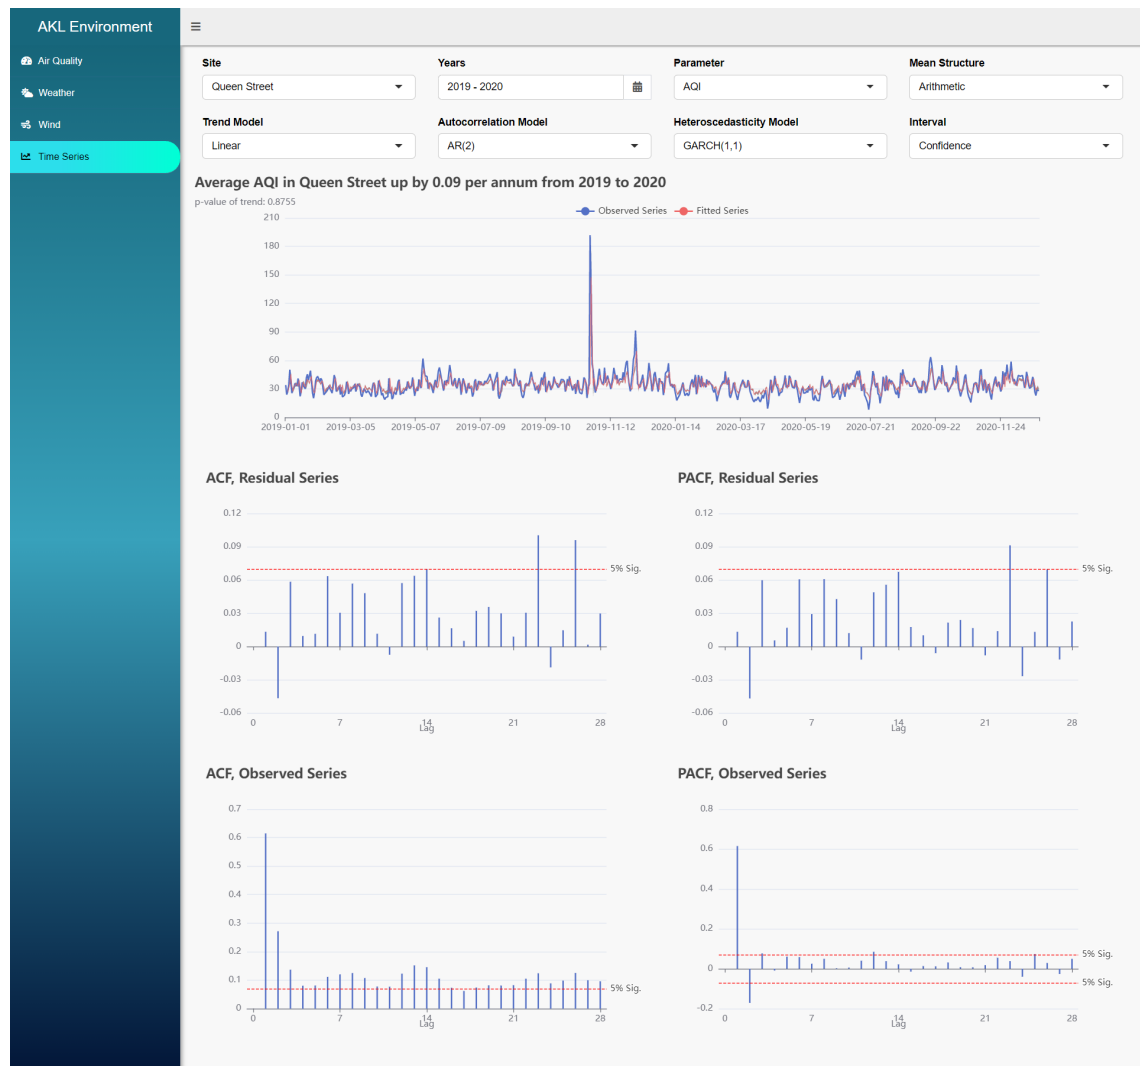 AKL Environment
Air Quality
Weather
Wind
Time Series
Site Years Parameter Mean Structure
Queen Street 2019 - 2020 AQI Arithmetic
Trend Model Autocorrelation Model Heteroscedasticity Model Interval
Linear AR(2) GARCH(1,1) Confidence
Average AQI in Queen Street up by 0.09 per annum from 2019 to 2020
p-value of trend: 0.8755
Observed Series Fitted Series
210
180
150
120
90
60
30
0
2019-01-01 2019-03-05 2019-05-07 2019-07-09 2019-09-10 2019-11-12 2020-01-14 2020-03-17 2020-05-19 2020-07-21 2020-09-22 2020-11-24
ACF, Residual Series
0.12
0.09
5% Sig.
0.06
0.03
0
-0.03
-0.06
0 7 14 21 28
Lag
PACF, Residual Series
0.12
0.09
5% Sig.
0.06
0.03
0
-0.03
-0.06
0 7 14 21 28
Lag
ACF, Observed Series
0.7
0.6
0.5
0.4
0.3
0.2
0.1
5% Sig.
0
0 7 14 21 28
Lag
PACF, Observed Series
0.8
0.6
0.4
0.2
5% Sig.
0
5% Sig.
-0.2
0 7 14 21 28
Lag